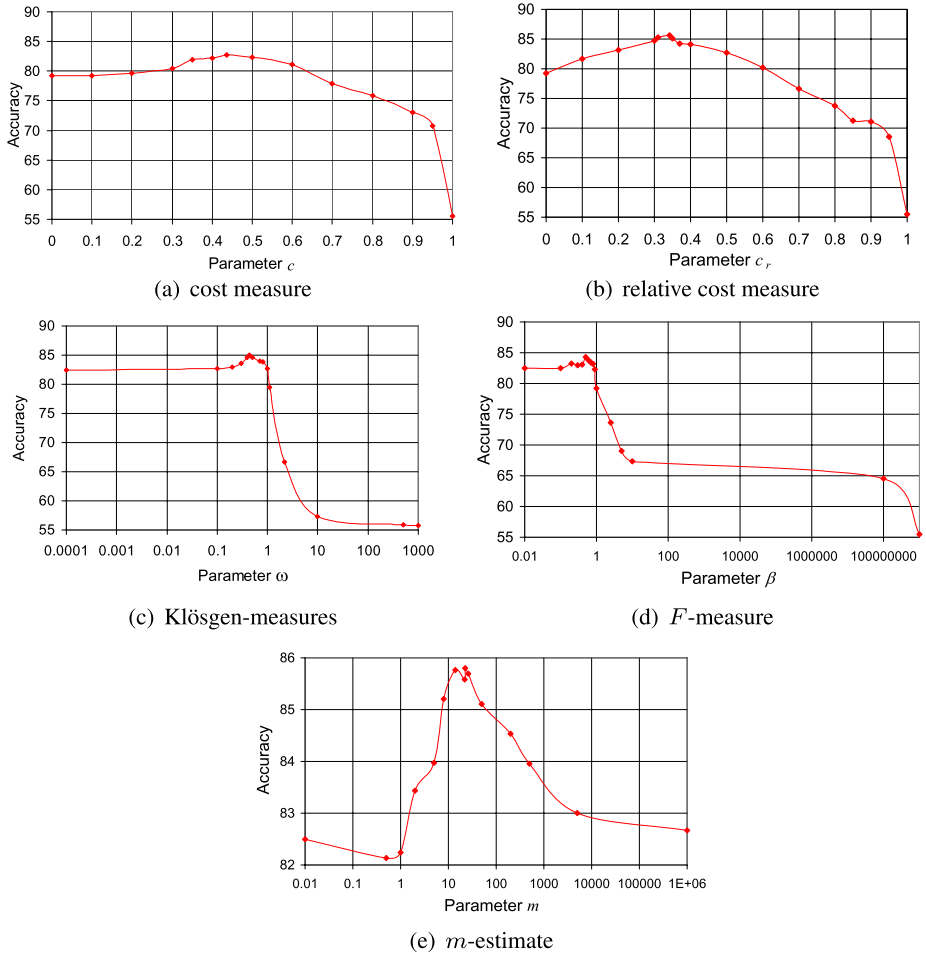 90
85
80
75
70
65
60
55
Accuracy
0 0.1 0.2 0.3 0.4 0.5 0.6 0.7 0.8 0.9 1
Parameter c
(a) cost measure
90
85
80
75
70
65
60
55
Accuracy
0 0.1 0.2 0.3 0.4 0.5 0.6 0.7 0.8 0.9 1
Parameter c r
(b) relative cost measure
90
85
80
75
70
65
60
55
Accuracy
0.0001 0.001 0.01 0.1 1 10 100 1000
Parameter ω
(c) Klösgen-measures
90
85
80
75
70
65
60
55
Accuracy
0.01 1 100 10000 1000000 100000000
Parameter β
(d) F-measure
86
85
84
83
82
Accuracy
0.01 0.1 1 10 100 1000 10000 100000 1E+06
Parameter m
(e) m-estimate